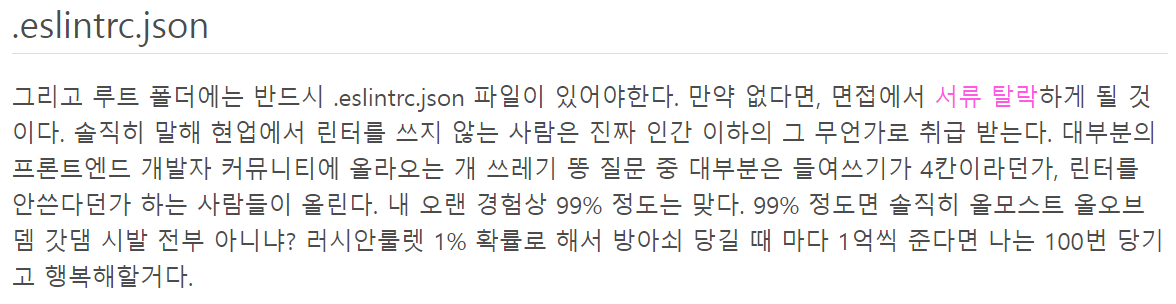 .eslintrc.json
그리고 루트 폴더에는 반드시 .eslintrc.json 파일이 있어야한다. 만약 없다면, 면접에서 서류 탈락하게 될 것
이다. 솔직히 말해 현업에서 린터를 쓰지 않는 사람은 진짜 인간 이하의 그 무언가로 취급 받는다. 대부분의
프론트엔드 개발자 커뮤니티에 올라오는 개 쓰레기 똥 질문 중 대부분은 들여쓰기가 4칸이라던가, 린터를
안쓴다던가 하는 사람들이 올린다. 내 오랜 경험상 99% 정도는 맞다. 99% 정도면 솔직히 올모스트 올오브
뎀 갓댐 시발 전부 아니냐? 러시안룰렛 1% 확률로 해서 방아쇠 당길 때 마다 1억씩 준다면 나는 100번 당기
고 행복해할거다.